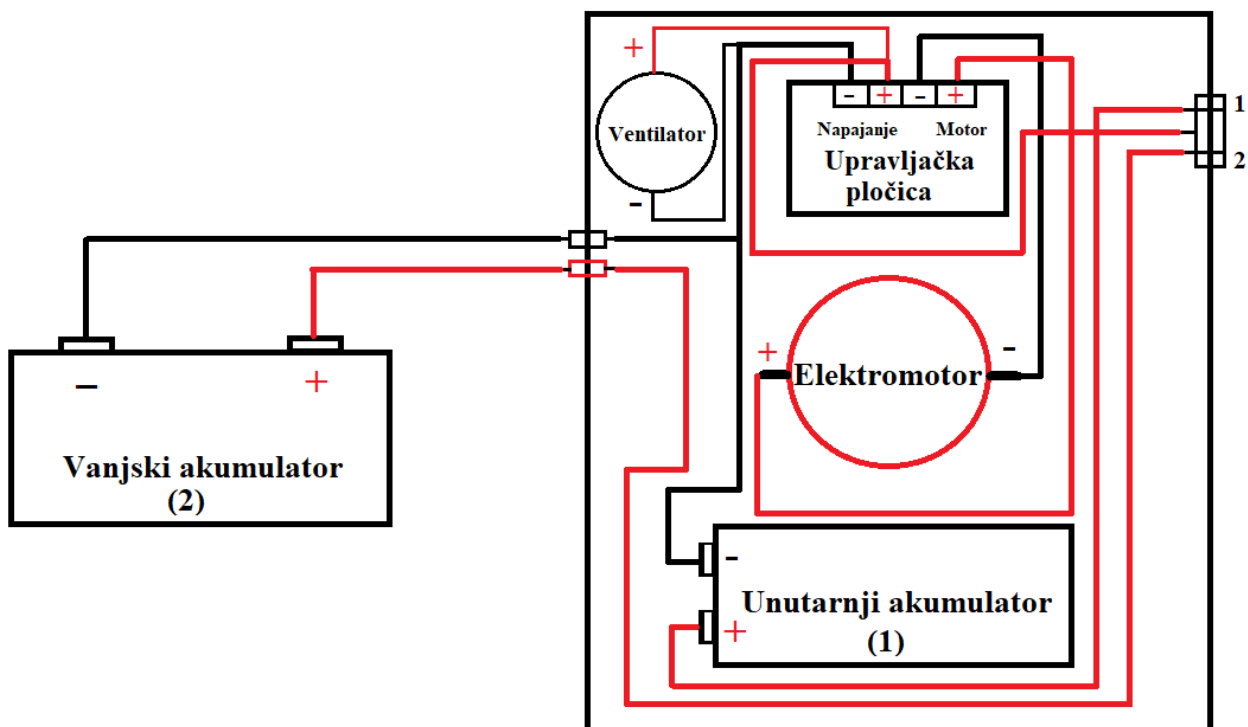 +
- + - +
1
Ventilator
Napajanje Motor
Upravljačka
pločica
2
-
+ -
Elektromotor
– +
Vanjski akumulator
(2)
-
Unutarnji akumulator
+
(1)